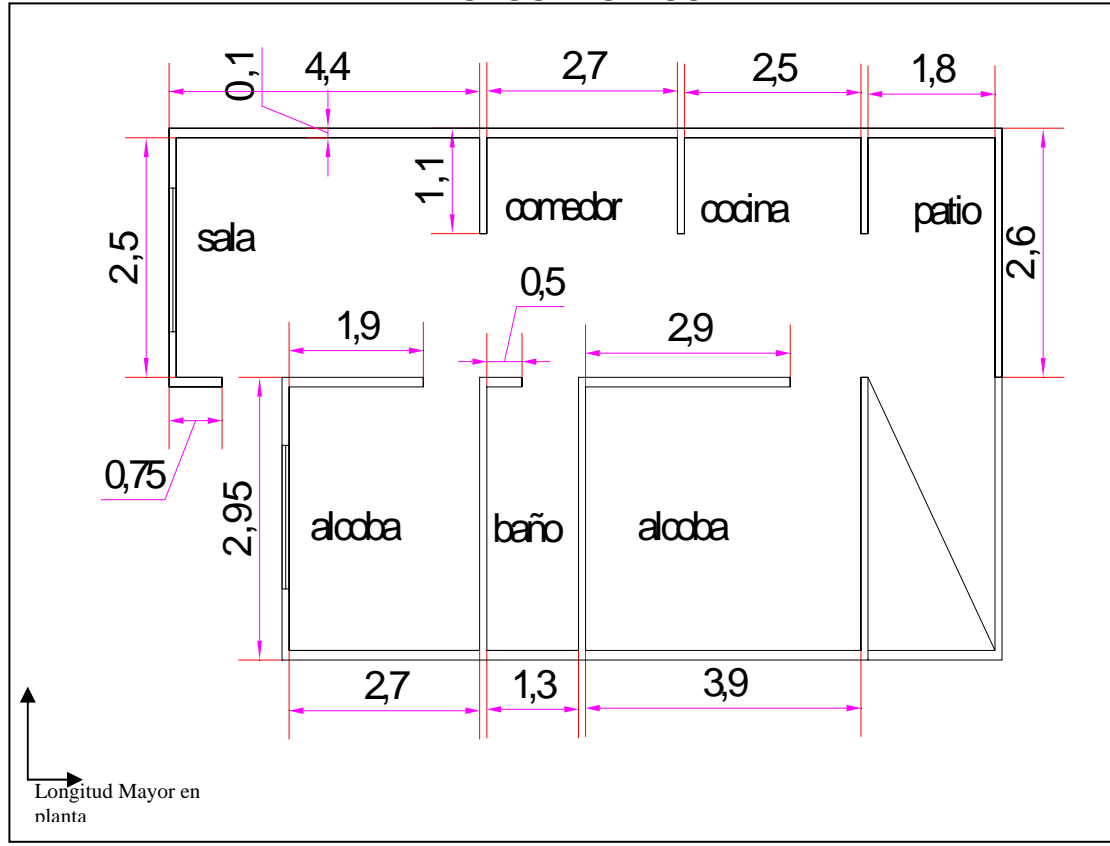 0,1
4,4
2,7
2,5
1,8
1,1
comedor
cocina
patio
sala
2,5
2,6
0,5
1,9
2,9
0,75
2,95
alcoba
baño
alcoba
2,7
1,3
3,9
Longitud Mayor en
planta